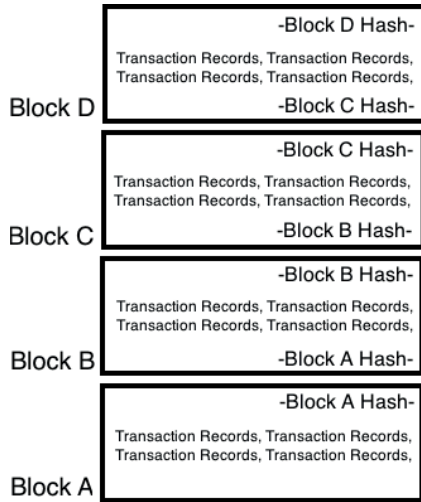 -Block D Hash-
Transaction Records, Transaction Records,
Transaction Records, Transaction Records,
Block D
-Block C Hash-
-Block C Hash-
Transaction Records, Transaction Records,
Transaction Records, Transaction Records,
Block C
-Block B Hash-
-Block B Hash-
Transaction Records, Transaction Records,
Transaction Records, Transaction Records,
Block B
-Block A Hash-
-Block A Hash-
Transaction Records, Transaction Records,
Transaction Records, Transaction Records,
Block A